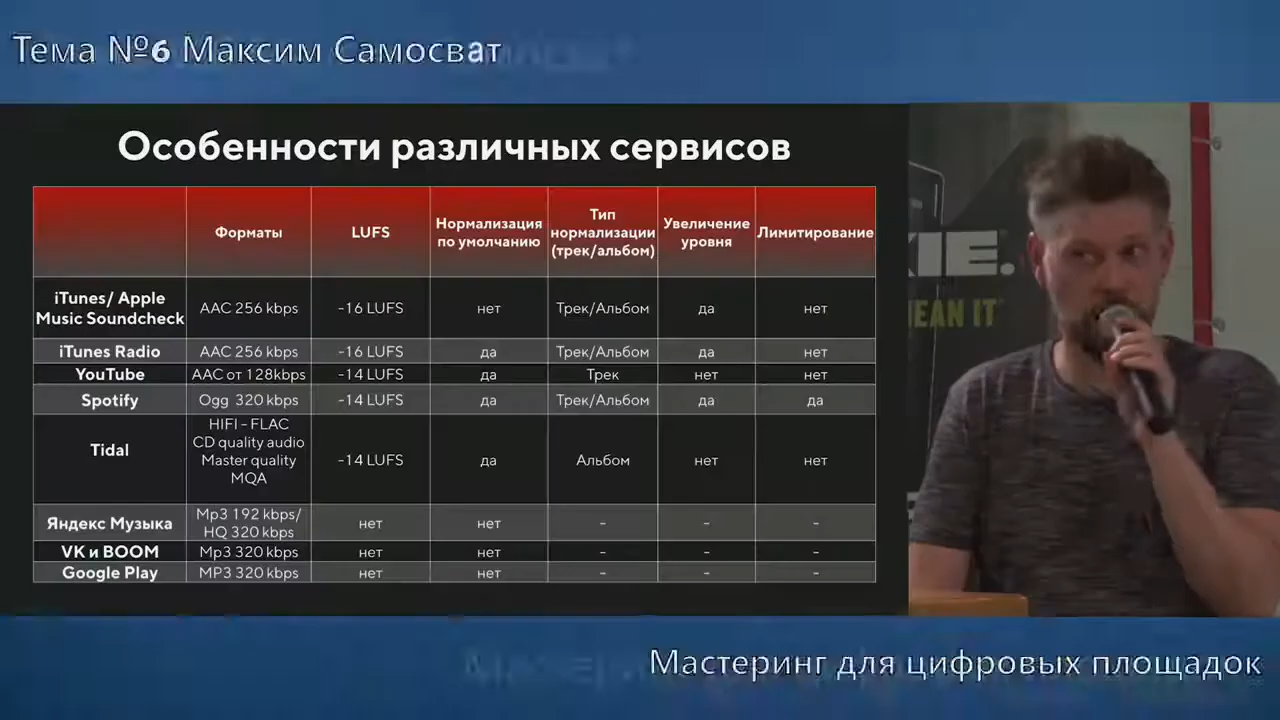 Тема №6 Максим Самосват
Особенности различных сервисов
Форматы LUFS Нормализация по умолчанию Тип нормализации (трек/альбом) Увеличение уровня Лимитирование
iTunes/ Apple Music Soundcheck AAC 256 kbps -16 LUFS нет Трек/Альбом да нет
iTunes Radio AAC 256 kbps -16 LUFS да Трек/Альбом да нет
YouTube AAC от 128kbps -14 LUFS да Трек нет нет
Spotify Ogg 320 kbps -14 LUFS да Трек/Альбом да да
Tidal HIFI - FLAC CD quality audio Master quality MQA -14 LUFS да Альбом нет нет
Яндекс Музыка Mp3 192 kbps/ HQ 320 kbps нет нет - - -
VK и BOOM Mp3 320 kbps нет нет - - -
Google Play MP3 320 kbps нет нет - - -
KIE.
MEAN IT
Мастеринг для цифровых площадок